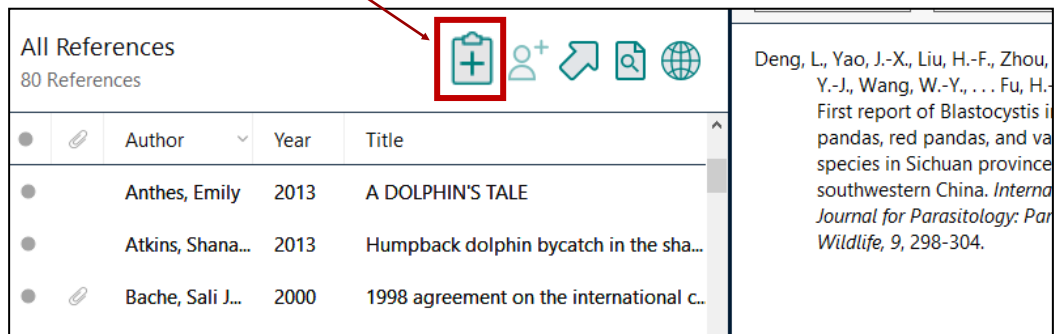 All References
80 References
Author Year Title
Anthes, Emily 2013 A DOLPHIN'S TALE
Atkins, Shana... 2013 Humpback dolphin bycatch in the sha...
Bache, Sali J... 2000 1998 agreement on the international c...
Deng, L., Yao, J.-X., Liu, H.-F., Zhou,
Y.-J., Wang, W.-Y., . . . Fu, H.-
First report of Blastocystis i
pandas, red pandas, and va
species in Sichuan province
southwestern China. Interna
Journal for Parasitology: Par
Wildlife, 9, 298-304.